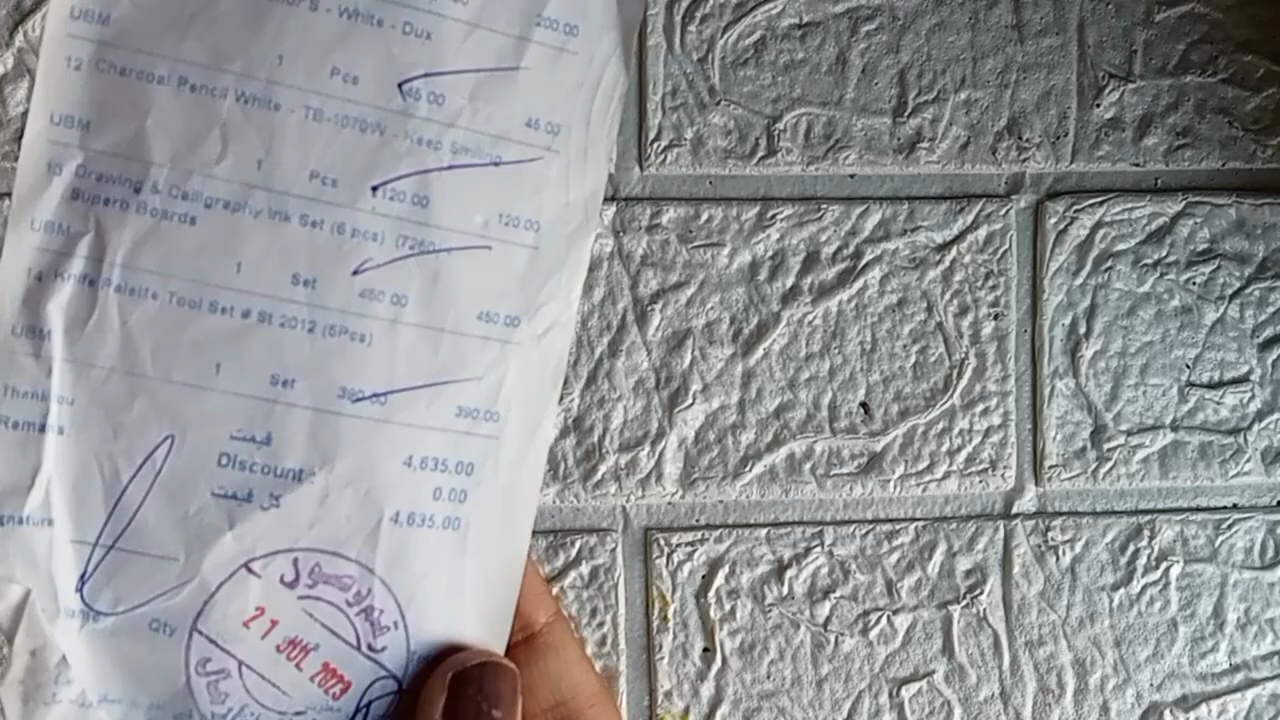 200.00
- White - Dux
UBM
1 Pcs 45.00 45.00
12 Charcoal Pencil White - TB-1070W - Keep Smiling
UBM
1 Pcs 120.00 120.00
Drawing & Calligraphy Ink Set (6 pcs) (7260
Superb Boards
UBM
1 Set 450.00 450.00
14 Knife Palette Tool Set # St 2012 (5Pcs)
UBM
1 Set 390.00 390.00
Thank you
قیمت 4,635.00
Discount : 0.00
کل قیمت 4,635.00
gnature
Qty
21 JUL 2023